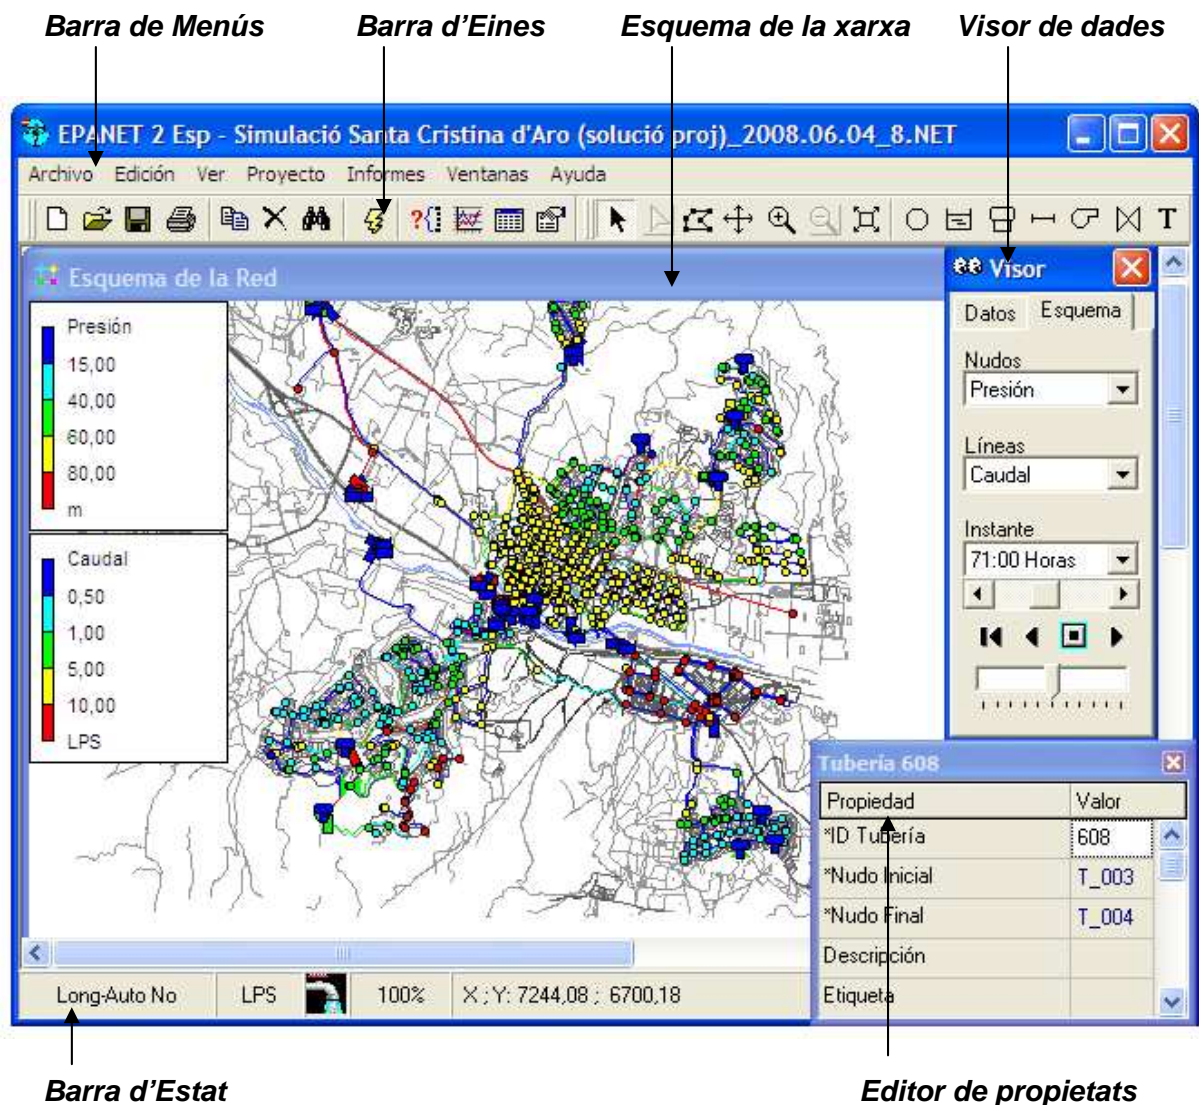 Barra de Menús Barra d'Eines Esquema de la xarxa Visor de dades
EPANET 2 Esp - Simulació Santa Cristina d'Aro (solució proj)_2008.06.04_8.NET
Archivo Edición Ver Proyecto Informes Ventanas Ayuda
T
Esquema de la Red
Presión
15,00
40,00
60,00
80,00
m
Caudal
0,50
1,00
5,00
10,00
LPS
Visor
Datos Esquema
Nudos
Presión
Líneas
Caudal
Instante
71:00 Horas
Tubería 608
Propiedad Valor
*ID Tubería 608
*Nudo Inicial T_003
*Nudo Final T_004
Descripción
Etiqueta
Long-Auto No LPS 100% X ; Y: 7244,08 ; 6700,18
Barra d'Estat Editor de propietats